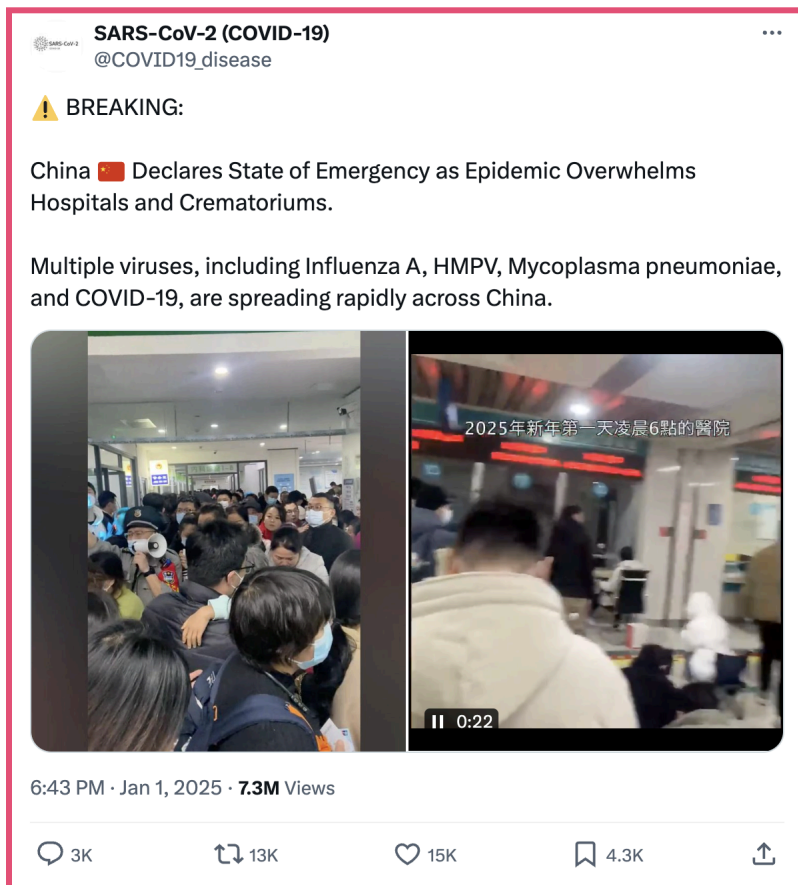 SARS-CoV-2
SARS-CoV-2 (COVID-19)
@COVID19_disease
⚠️ BREAKING:
China 🇨🇳 Declares State of Emergency as Epidemic Overwhelms
Hospitals and Crematoriums.
Multiple viruses, including Influenza A, HMPV, Mycoplasma pneumoniae,
and COVID-19, are spreading rapidly across China.
2025年新年第一天凌晨6點的醫院
0:22
6:43 PM · Jan 1, 2025 · 7.3M Views
3K 13K 15K 4.3K